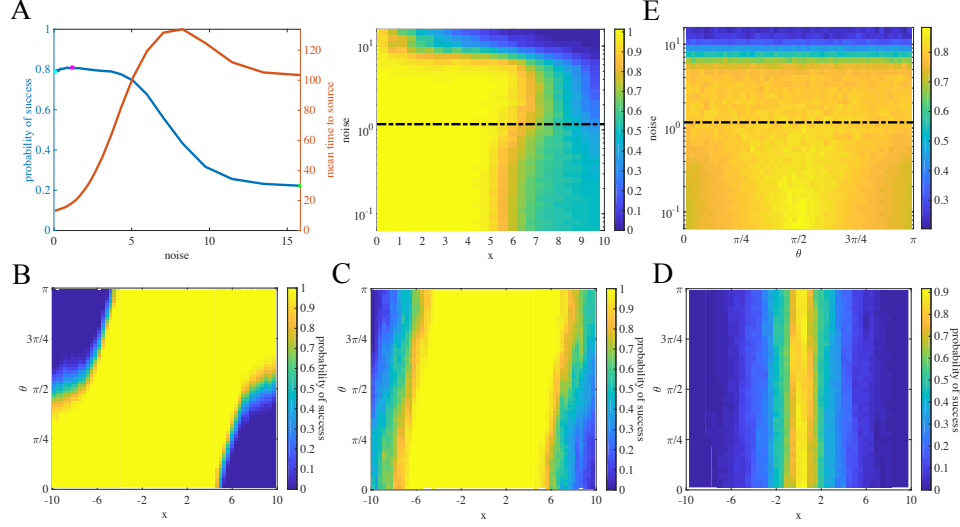 A
probability of success
1
0.8
0.6
0.4
0.2
0
0
5
10
15
noise
120
100
80
60
40
20
0
mean time to source
noise
10^1
10^0
10^-1
0 1 2 3 4 5 6 7 8 9 10
x
1
0.9
0.8
0.7
0.6
0.5
0.4
0.3
0.2
0.1
0
E
noise
10^1
10^0
10^-1
0
π/4
π/2
3π/4
π
θ
0.8
0.7
0.6
0.5
0.4
0.3
B
θ
π
3π/4
π/2
π/4
0
-10
-6
-2
2
6
10
x
1
0.9
0.8
0.7
0.6
0.5
0.4
0.3
0.2
0.1
0
probability of success
C
θ
π
3π/4
π/2
π/4
0
-10
-6
-2
2
6
10
x
1
0.9
0.8
0.7
0.6
0.5
0.4
0.3
0.2
0.1
0
probability of success
D
θ
π
3π/4
π/2
π/4
0
-10
-6
-2
2
6
10
x
0.9
0.8
0.7
0.6
0.5
0.4
0.3
0.2
0.1
0
probability of success